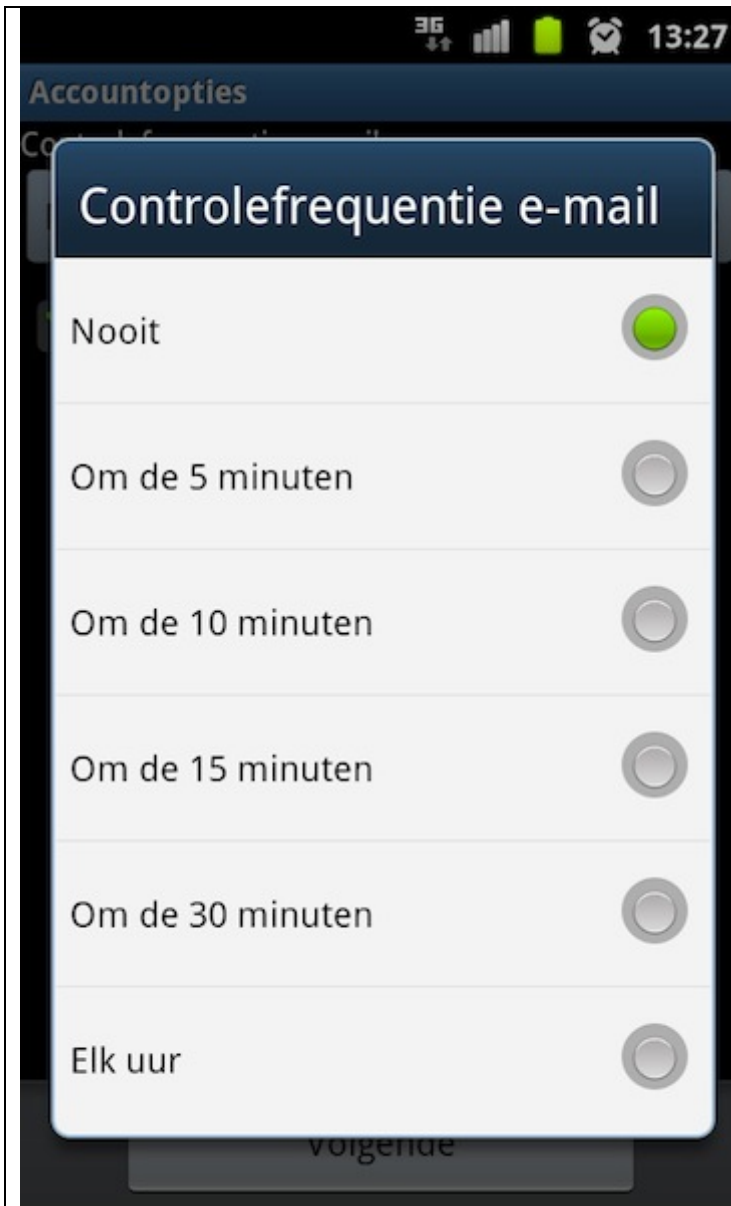 3G 13:27
Accountopties
Controlefrequentie e-mail
Nooit
Om de 5 minuten
Om de 10 minuten
Om de 15 minuten
Om de 30 minuten
Elk uur
Volgende